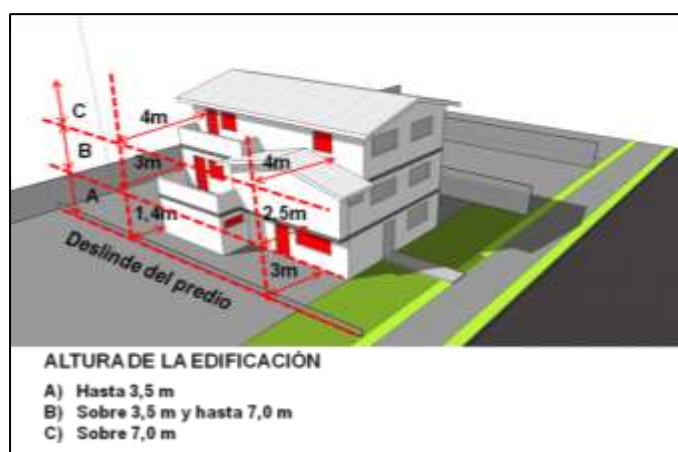 C
4m
B
3m
4m
A
1,4m
2,5m
3m
Deslinde del predio
ALTURA DE LA EDIFICACIÓN
A) Hasta 3,5 m
B) Sobre 3,5 m y hasta 7,0 m
C) Sobre 7,0 m